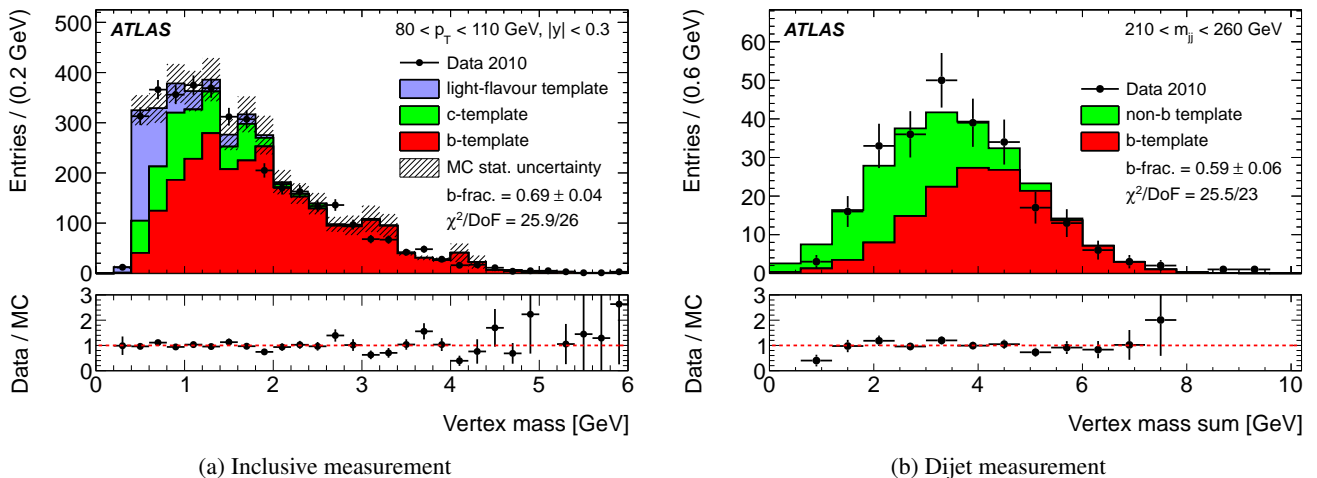 ATLAS
80 < p_T < 110 GeV, |y| < 0.3
Entries / (0.2 GeV)
500
400
300
200
100
0
Data 2010
light-flavour template
c-template
b-template
MC stat. uncertainty
b-frac. = 0.69 ± 0.04
χ²/DoF = 25.9/26
Data / MC
3
2
1
0
0 1 2 3 4 5 6
Vertex mass [GeV]
(a) Inclusive measurement
ATLAS
210 < m_jj < 260 GeV
Entries / (0.6 GeV)
60
50
40
30
20
10
0
Data 2010
non-b template
b-template
b-frac. = 0.59 ± 0.06
χ²/DoF = 25.5/23
Data / MC
3
2
1
0
0 2 4 6 8 10
Vertex mass sum [GeV]
(b) Dijet measurement